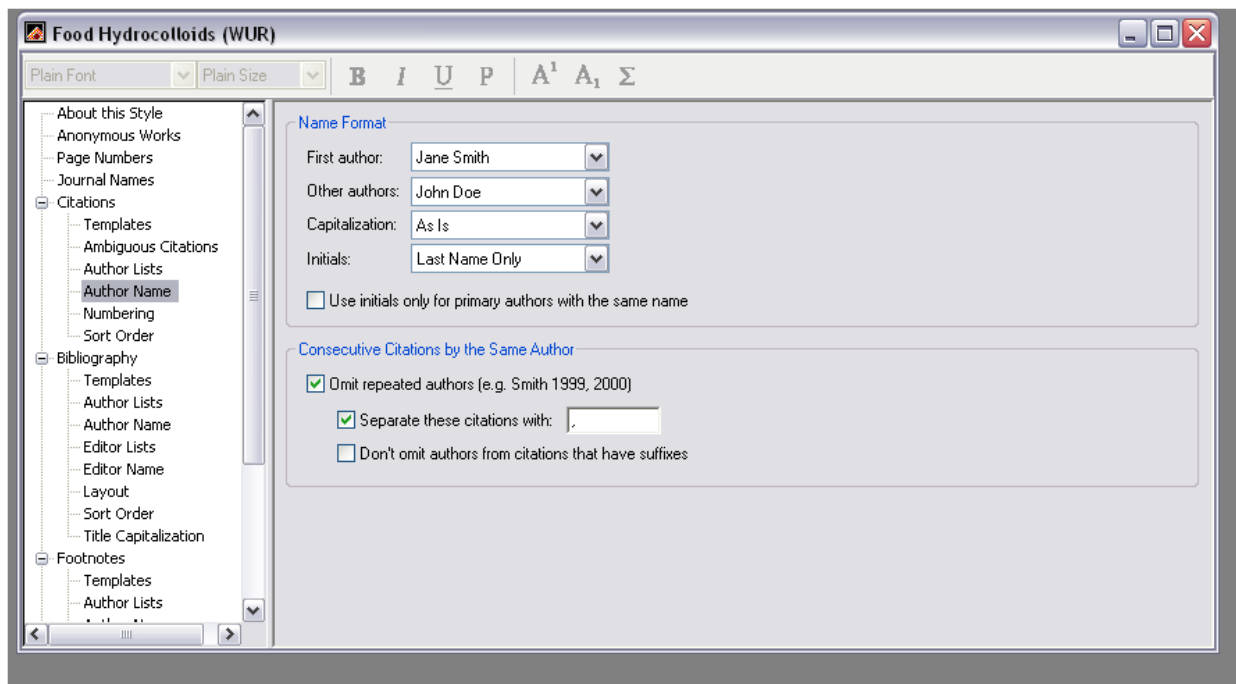 Food Hydrocolloids (WUR)
Plain Font Plain Size B I U P A¹ A₁ Σ
About this Style
Anonymous Works
Page Numbers
Journal Names
Citations
Templates
Ambiguous Citations
Author Lists
Author Name
Numbering
Sort Order
Bibliography
Templates
Author Lists
Author Name
Editor Lists
Editor Name
Layout
Sort Order
Title Capitalization
Footnotes
Templates
Author Lists
Name Format
First author: Jane Smith
Other authors: John Doe
Capitalization: As Is
Initials: Last Name Only
Use initials only for primary authors with the same name
Consecutive Citations by the Same Author
Omit repeated authors (e.g. Smith 1999, 2000)
Separate these citations with: ,
Don't omit authors from citations that have suffixes